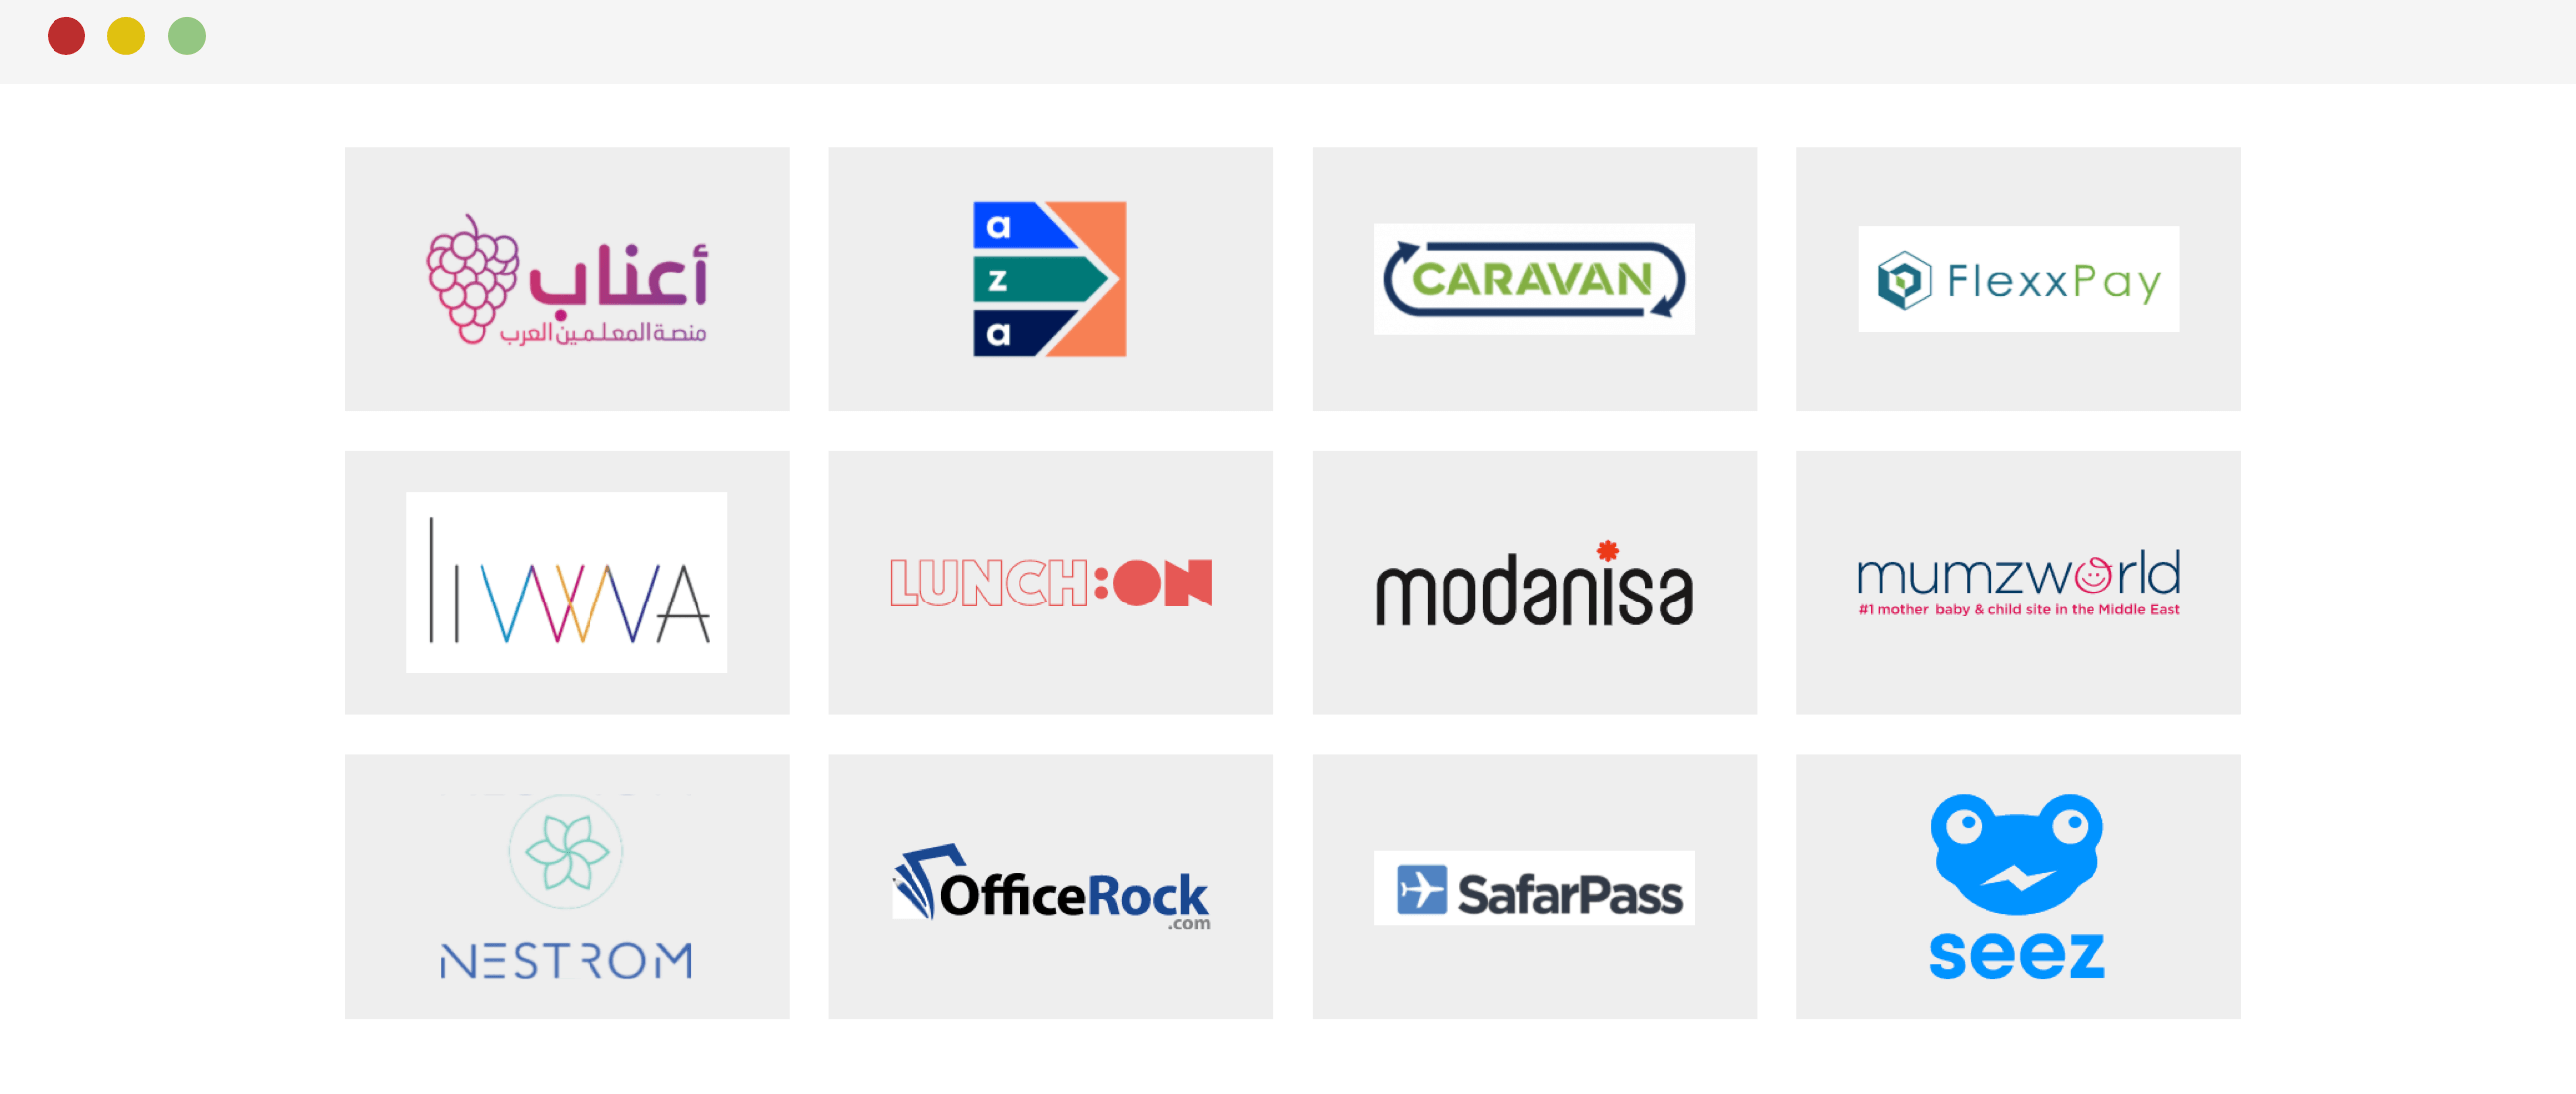 أعناب
منصة المعلمين العرب
a
z
a
CARAVAN
FlexxPay
liwwa
LUNCH:ON
modanisa
mumzworld
#1 mother baby & child site in the Middle East
NESTROM
OfficeRock
.com
SafarPass
seez